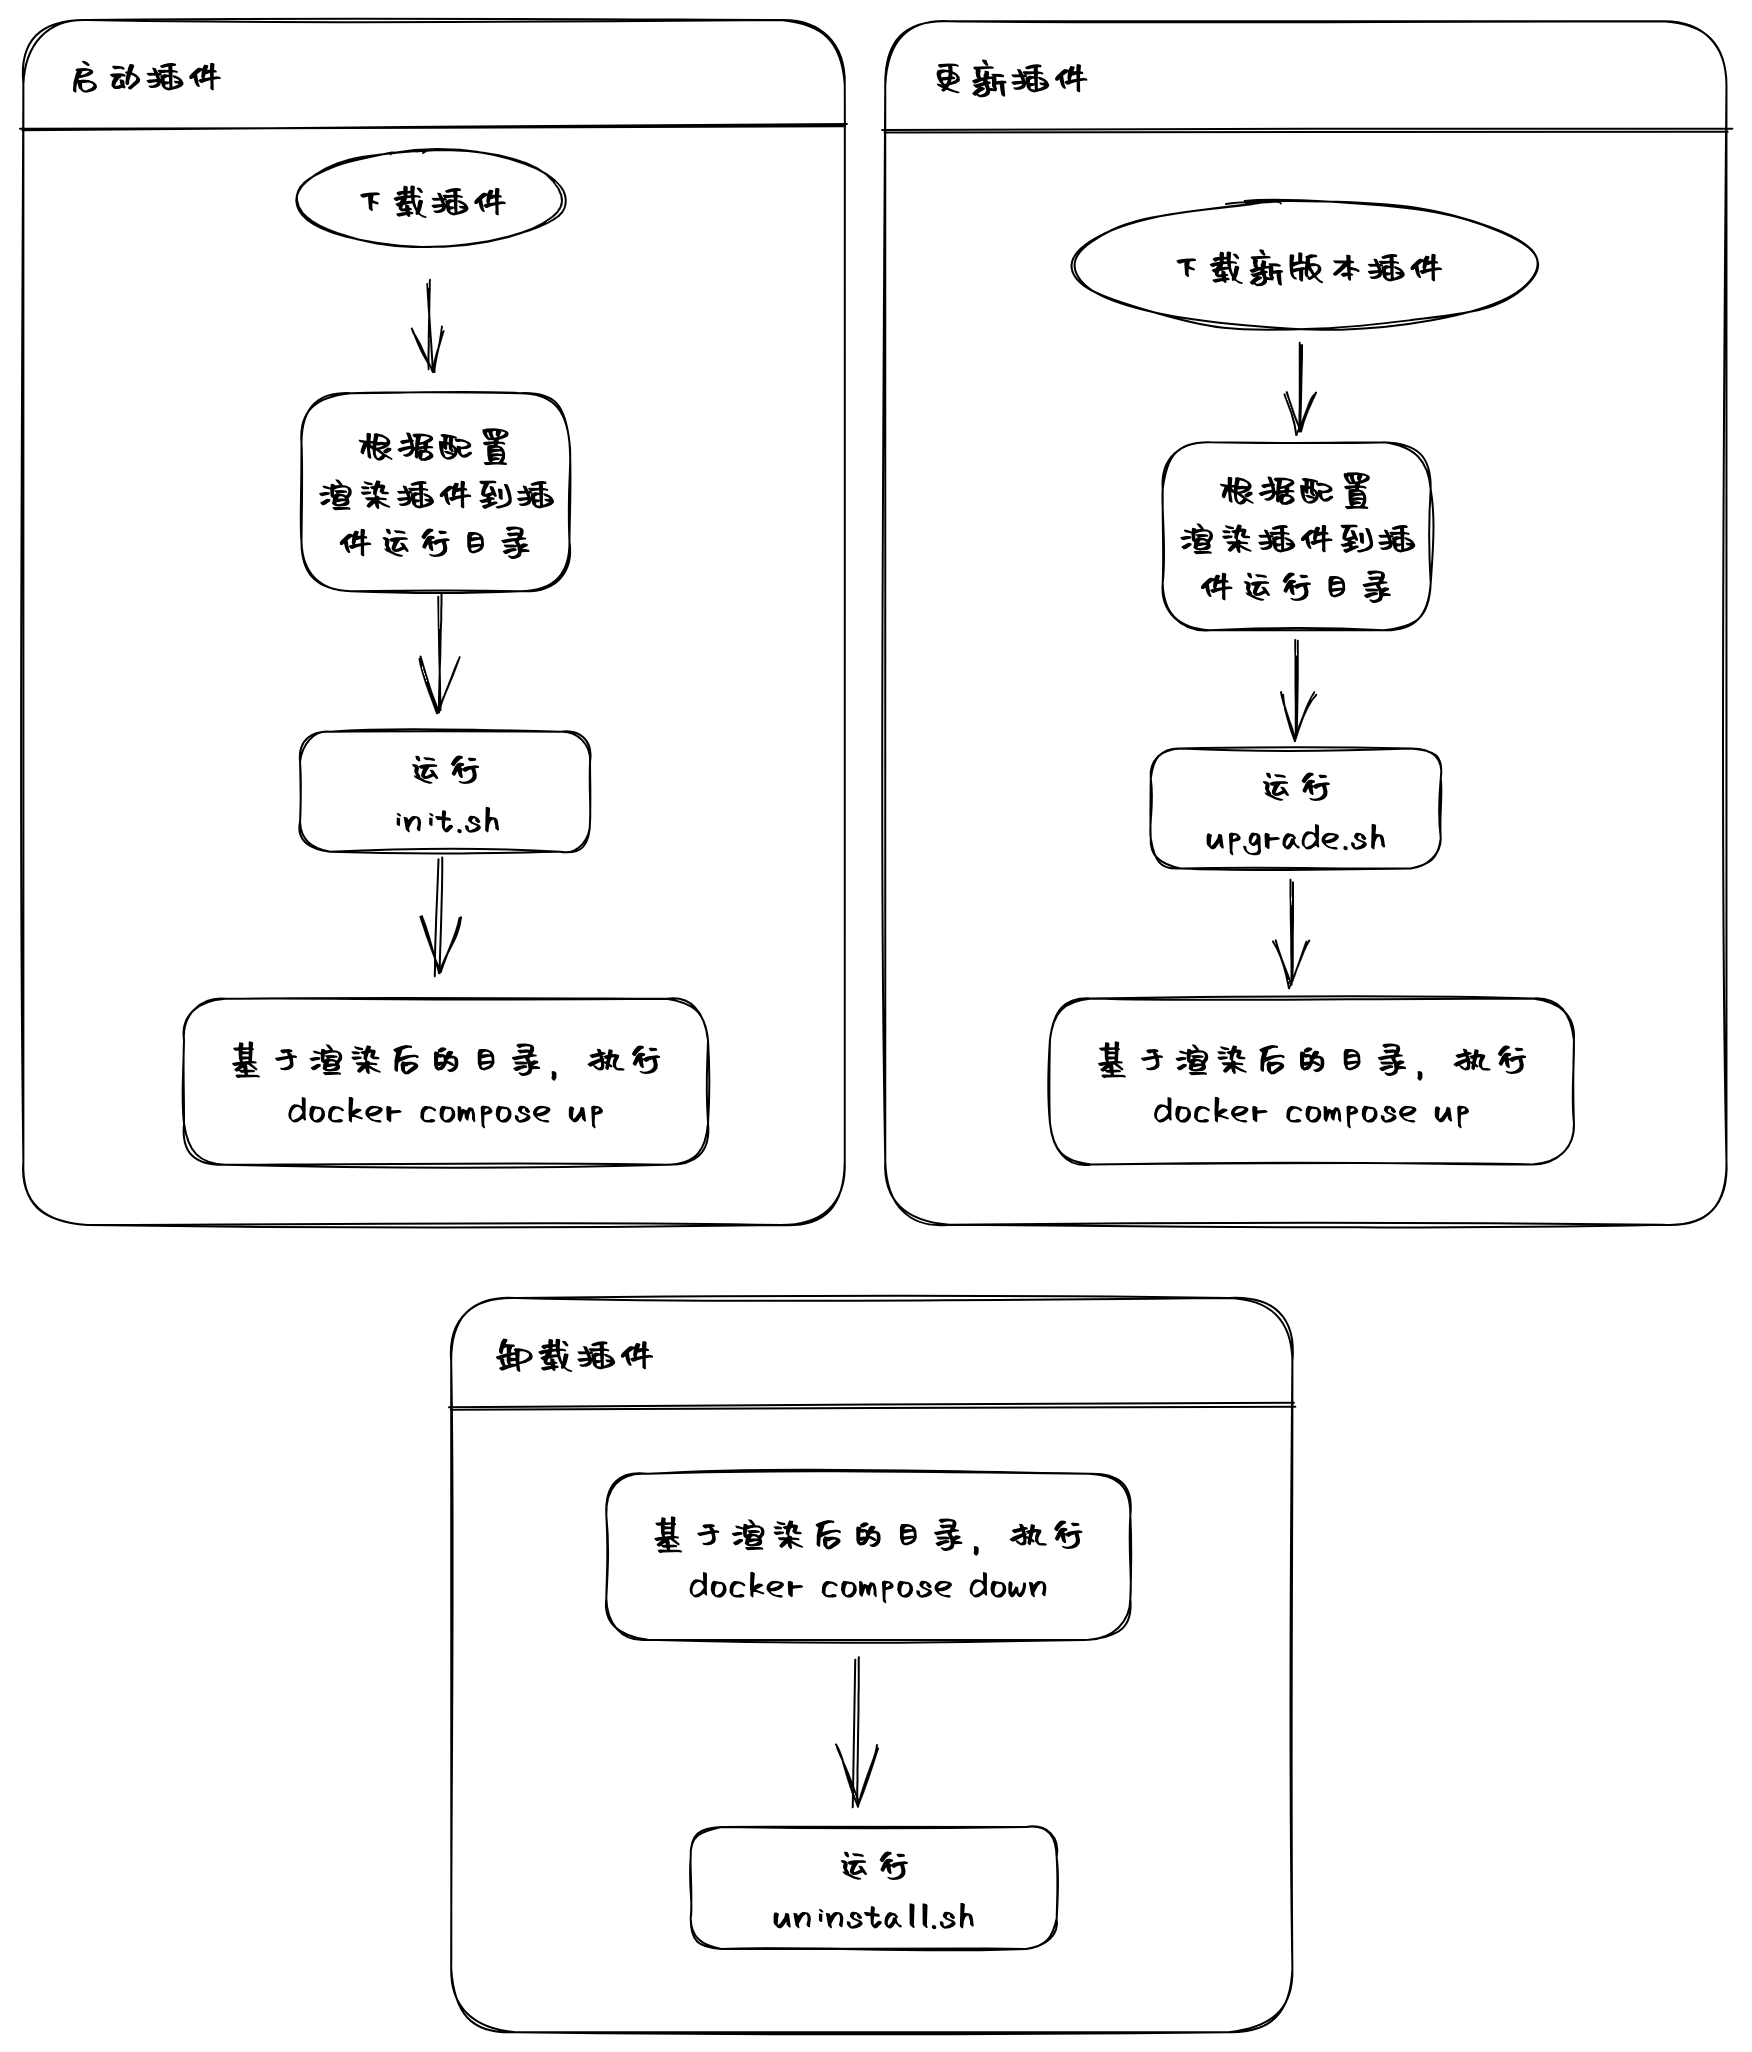 启动插件
下载插件
根据配置
渲染插件到插
件运行目录
运行
init.sh
基于渲染后的目录，执行
docker compose up
更新插件
下载新版本插件
根据配置
渲染插件到插
件运行目录
运行
upgrade.sh
基于渲染后的目录，执行
docker compose up
卸载插件
基于渲染后的目录，执行
docker compose down
运行
uninstall.sh